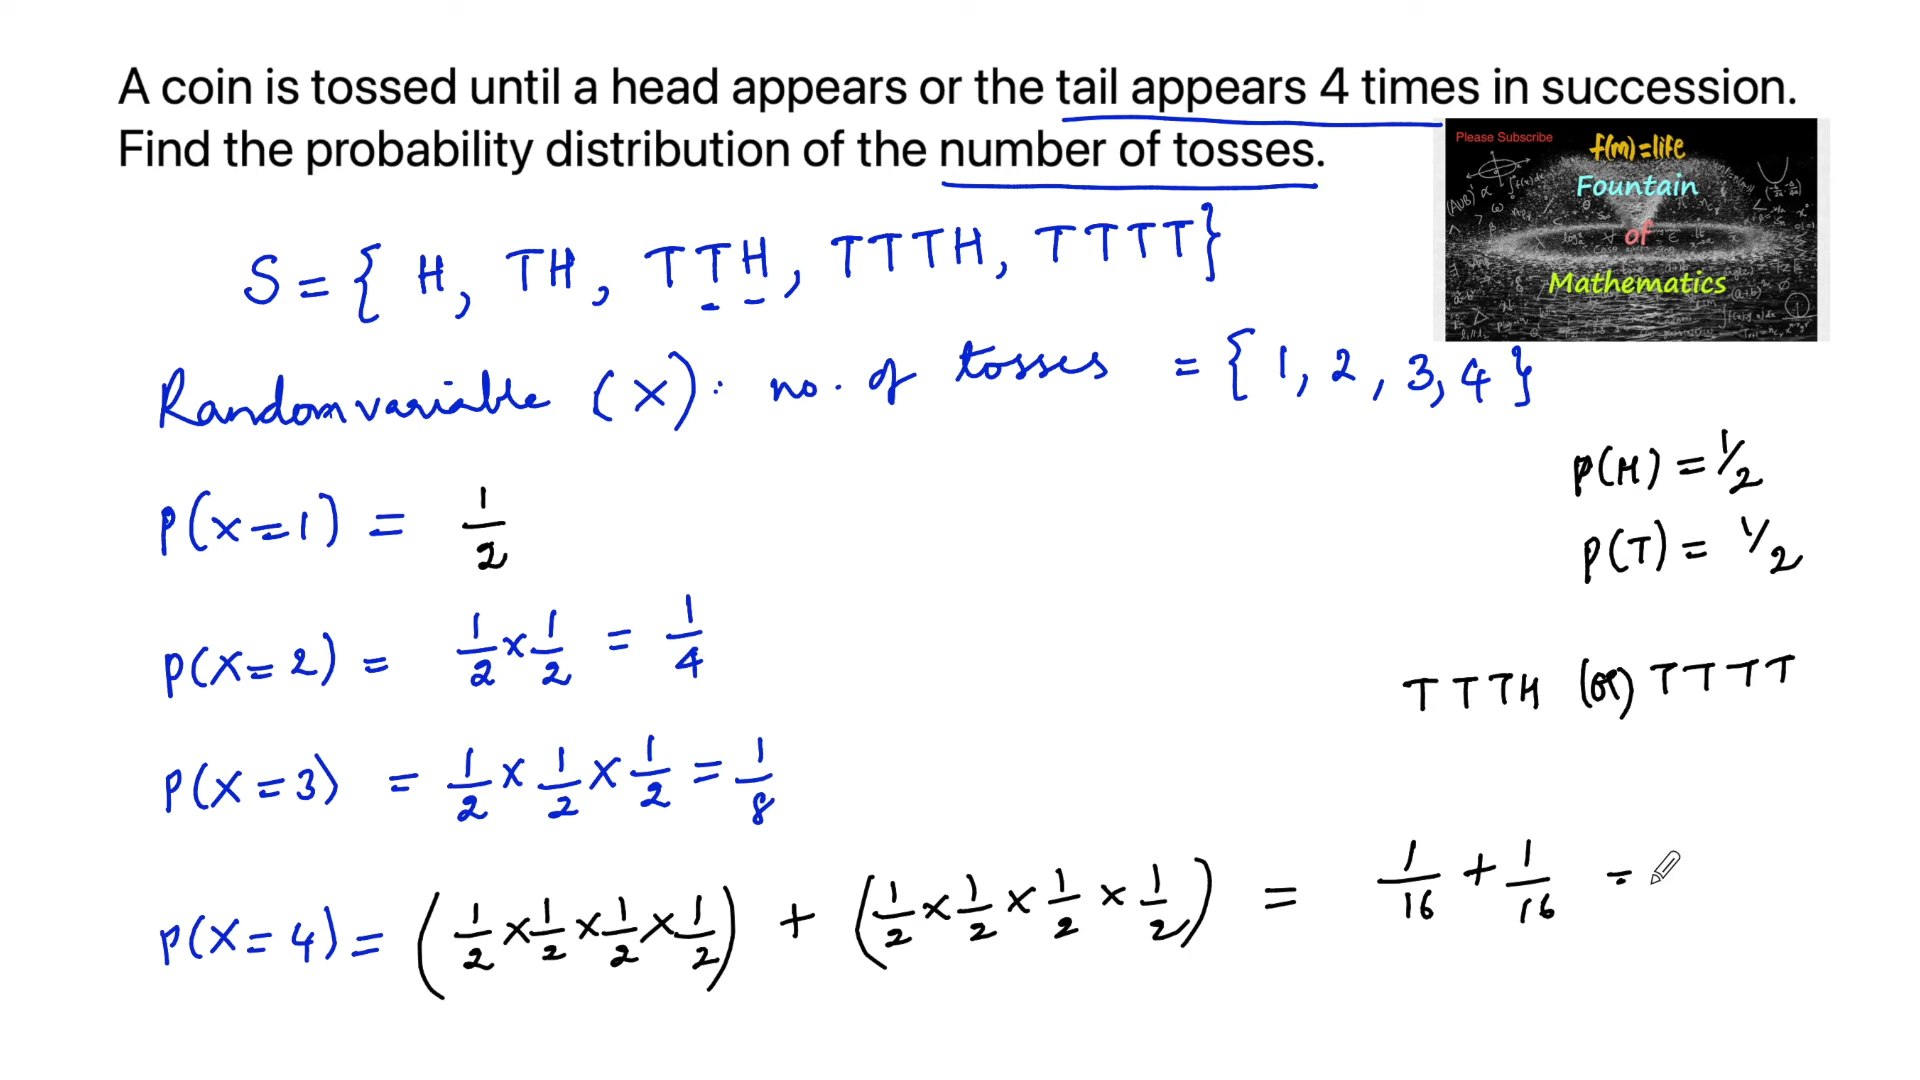 A coin is tossed until a head appears or the tail appears 4 times in succession.
Find the probability distribution of the number of tosses.
Please Subscribe
f(m)=life
Fountain
of
Mathematics
S = { H, TH, TTH, TTTH, TTTT}
Random variable (X): no. of tosses = { 1, 2, 3, 4 }
P(H) = 1/2
P(X=1) = 1/2
P(T) = 1/2
P(X=2) = 1/2 × 1/2 = 1/4
TTTH (or) TTTT
P(X=3) = 1/2 × 1/2 × 1/2 = 1/8
P(X=4) = (1/2 × 1/2 × 1/2 × 1/2) + (1/2 × 1/2 × 1/2 × 1/2) = 1/16 + 1/16 =